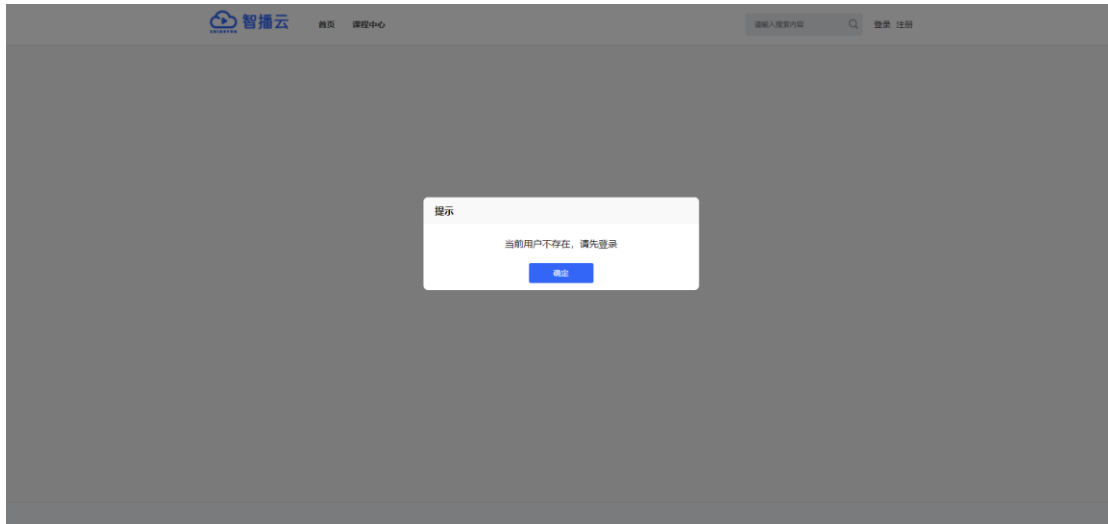 智播云
首页 课程中心
请输入搜索内容
登录 注册
提示
当前用户不存在，请先登录
确定